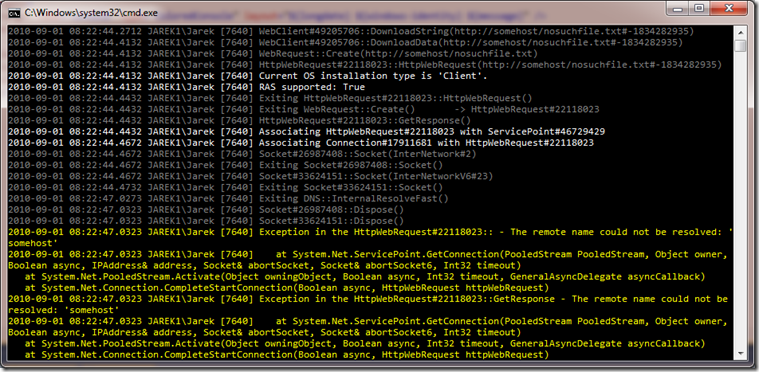 C:\Windows\system32\cmd.exe
2010-09-01 08:22:44.2712 JAREK1\Jarek [7640] WebClient#49205706::DownloadString(http://somehost/nosuchfile.txt#-1834282935)
2010-09-01 08:22:44.4132 JAREK1\Jarek [7640] WebClient#49205706::DownloadData(http://somehost/nosuchfile.txt#-1834282935)
2010-09-01 08:22:44.4132 JAREK1\Jarek [7640] WebRequest::Create(http://somehost/nosuchfile.txt#-1834282935)
2010-09-01 08:22:44.4132 JAREK1\Jarek [7640] HttpWebRequest#22118023::HttpWebRequest(http://somehost/nosuchfile.txt#-1834282935)
2010-09-01 08:22:44.4132 JAREK1\Jarek [7640] Current OS installation type is 'Client'.
2010-09-01 08:22:44.4132 JAREK1\Jarek [7640] RAS supported: True
2010-09-01 08:22:44.4132 JAREK1\Jarek [7640] Exiting HttpWebRequest#22118023::HttpWebRequest()
2010-09-01 08:22:44.4432 JAREK1\Jarek [7640] Exiting WebRequest::Create() -> HttpWebRequest#22118023
2010-09-01 08:22:44.4432 JAREK1\Jarek [7640] HttpWebRequest#22118023::GetResponse()
2010-09-01 08:22:44.4432 JAREK1\Jarek [7640] Associating HttpWebRequest#22118023 with ServicePoint#46729429
2010-09-01 08:22:44.4672 JAREK1\Jarek [7640] Associating Connection#17911681 with HttpWebRequest#22118023
2010-09-01 08:22:44.4672 JAREK1\Jarek [7640] Socket#26987408::Socket(InterNetwork#2)
2010-09-01 08:22:44.4672 JAREK1\Jarek [7640] Exiting Socket#26987408::Socket()
2010-09-01 08:22:44.4672 JAREK1\Jarek [7640] Socket#33624151::Socket(InterNetworkV6#23)
2010-09-01 08:22:44.4732 JAREK1\Jarek [7640] Exiting Socket#33624151::Socket()
2010-09-01 08:22:47.0273 JAREK1\Jarek [7640] Exiting DNS::InternalResolveFast()
2010-09-01 08:22:47.0323 JAREK1\Jarek [7640] Socket#26987408::Dispose()
2010-09-01 08:22:47.0323 JAREK1\Jarek [7640] Socket#33624151::Dispose()
2010-09-01 08:22:47.0323 JAREK1\Jarek [7640] Exception in the HttpWebRequest#22118023:: - The remote name could not be resolved: '
somehost'
2010-09-01 08:22:47.0323 JAREK1\Jarek [7640]    at System.Net.ServicePoint.GetConnection(PooledStream PooledStream, Object owner,
Boolean async, IPAddress& address, Socket& abortSocket, Socket& abortSocket6, Int32 timeout)
at System.Net.PooledStream.Activate(Object owningObject, Boolean async, Int32 timeout, GeneralAsyncDelegate asyncCallback)
at System.Net.Connection.CompleteStartConnection(Boolean async, HttpWebRequest httpWebRequest)
2010-09-01 08:22:47.0323 JAREK1\Jarek [7640] Exception in the HttpWebRequest#22118023::GetResponse - The remote name could not be
resolved: 'somehost'
2010-09-01 08:22:47.0323 JAREK1\Jarek [7640]    at System.Net.ServicePoint.GetConnection(PooledStream PooledStream, Object owner,
Boolean async, IPAddress& address, Socket& abortSocket, Socket& abortSocket6, Int32 timeout)
at System.Net.PooledStream.Activate(Object owningObject, Boolean async, Int32 timeout, GeneralAsyncDelegate asyncCallback)
at System.Net.Connection.CompleteStartConnection(Boolean async, HttpWebRequest httpWebRequest)